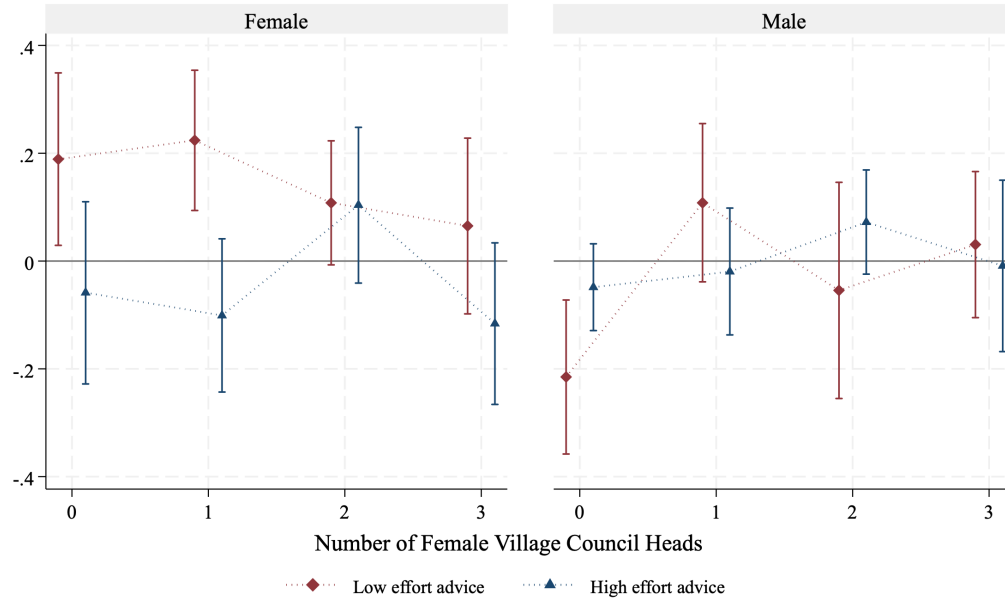 Female Male
.4
.2
0
-.2
-.4
0 1 2 3 0 1 2 3
Number of Female Village Council Heads
Low effort advice High effort advice